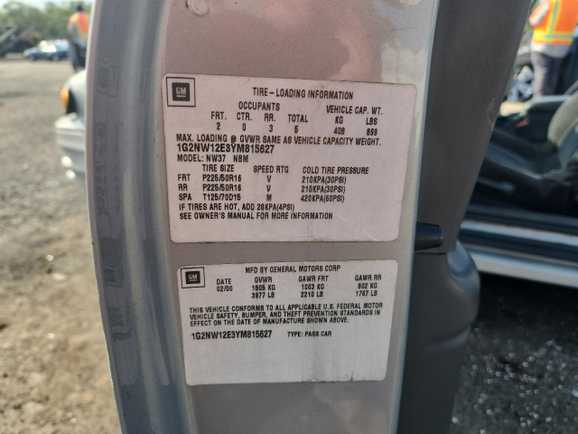 GM
TIRE-LOADING INFORMATION
OCCUPANTS VEHICLE CAP. WT.
FRT. CTR. RR. TOTAL KG LBS
2 0 3 5 408 899
MAX. LOADING @ GVWR SAME AS VEHICLE CAPACITY WEIGHT.
1G2NW12E3YM815627
MODEL: NW37 NBM
TIRE SIZE SPEED RTG COLD TIRE PRESSURE
FRT P225/50R16 V 210KPA(30PSI)
RR P225/50R16 V 210KPA(30PSI)
SPA T125/70D15 M 420KPA(60PSI)
IF TIRES ARE HOT, ADD 28KPA(4PSI)
SEE OWNER'S MANUAL FOR MORE INFORMATION
GM
MFD BY GENERAL MOTORS CORP
DATE GVWR GAWR FRT GAWR RR
02/00 1805 KG 1003 KG 802 KG
3977 LB 2210 LB 1767 LB
THIS VEHICLE CONFORMS TO ALL APPLICABLE U.S. FEDERAL MOTOR
VEHICLE SAFETY, BUMPER, AND THEFT PREVENTION STANDARDS IN
EFFECT ON THE DATE OF MANUFACTURE SHOWN ABOVE.
1G2NW12E3YM815627 TYPE: PASS CAR